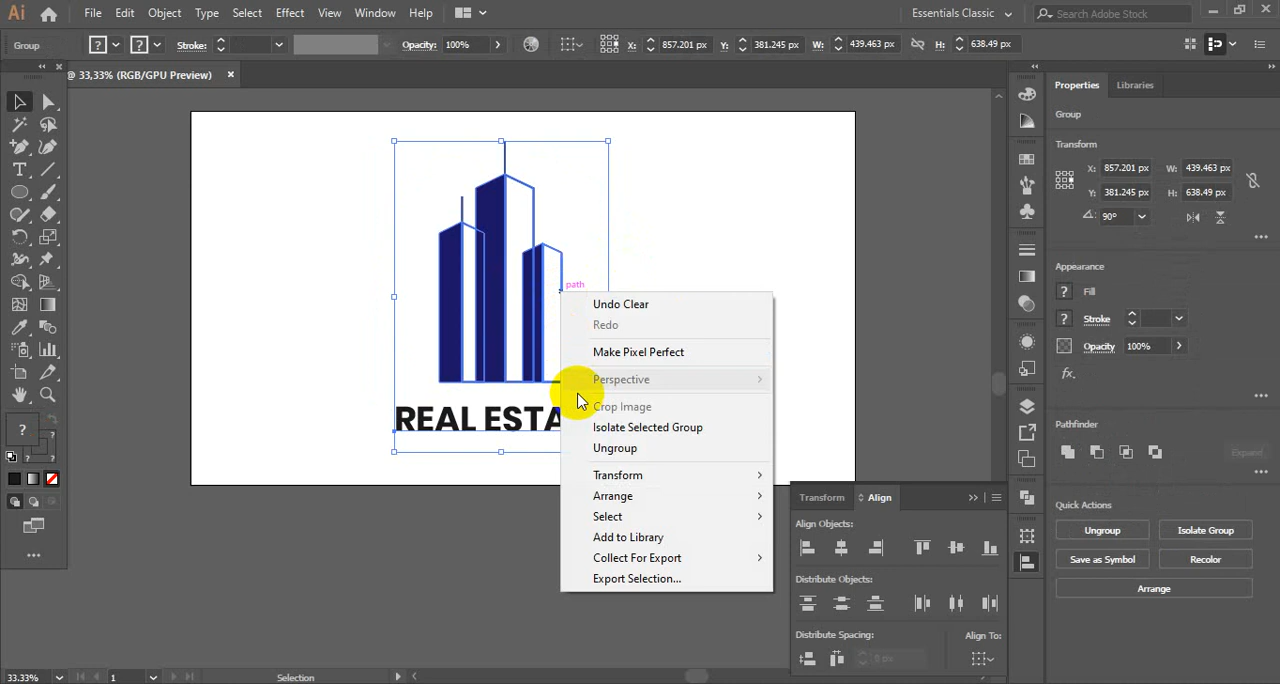 Ai File Edit Object Type Select Effect View Window Help Essentials Classic Search Adobe Stock
Group ? ? Stroke: Opacity: 100% X: 857.201 px Y: 381.245 px W: 439.463 px H: 638.49 px
@ 33,33% (RGB/GPU Preview)
path
REAL ESTA
Undo Clear
Redo
Make Pixel Perfect
Perspective
Crop Image
Isolate Selected Group
Ungroup
Transform
Arrange
Select
Add to Library
Collect For Export
Export Selection...
Properties Libraries
Group
Transform
X: 857.201 px W: 439.463 px
Y: 381.245 px H: 638.49 px
90°
Appearance
? Fill
? Stroke
Opacity 100%
fx.
Pathfinder
Expand
Quick Actions
Ungroup Isolate Group
Save as Symbol Recolor
Arrange
Transform Align
Align Objects:
Distribute Objects:
Distribute Spacing: Align To:
0 px
T
?
?
33.33% 1 Selection